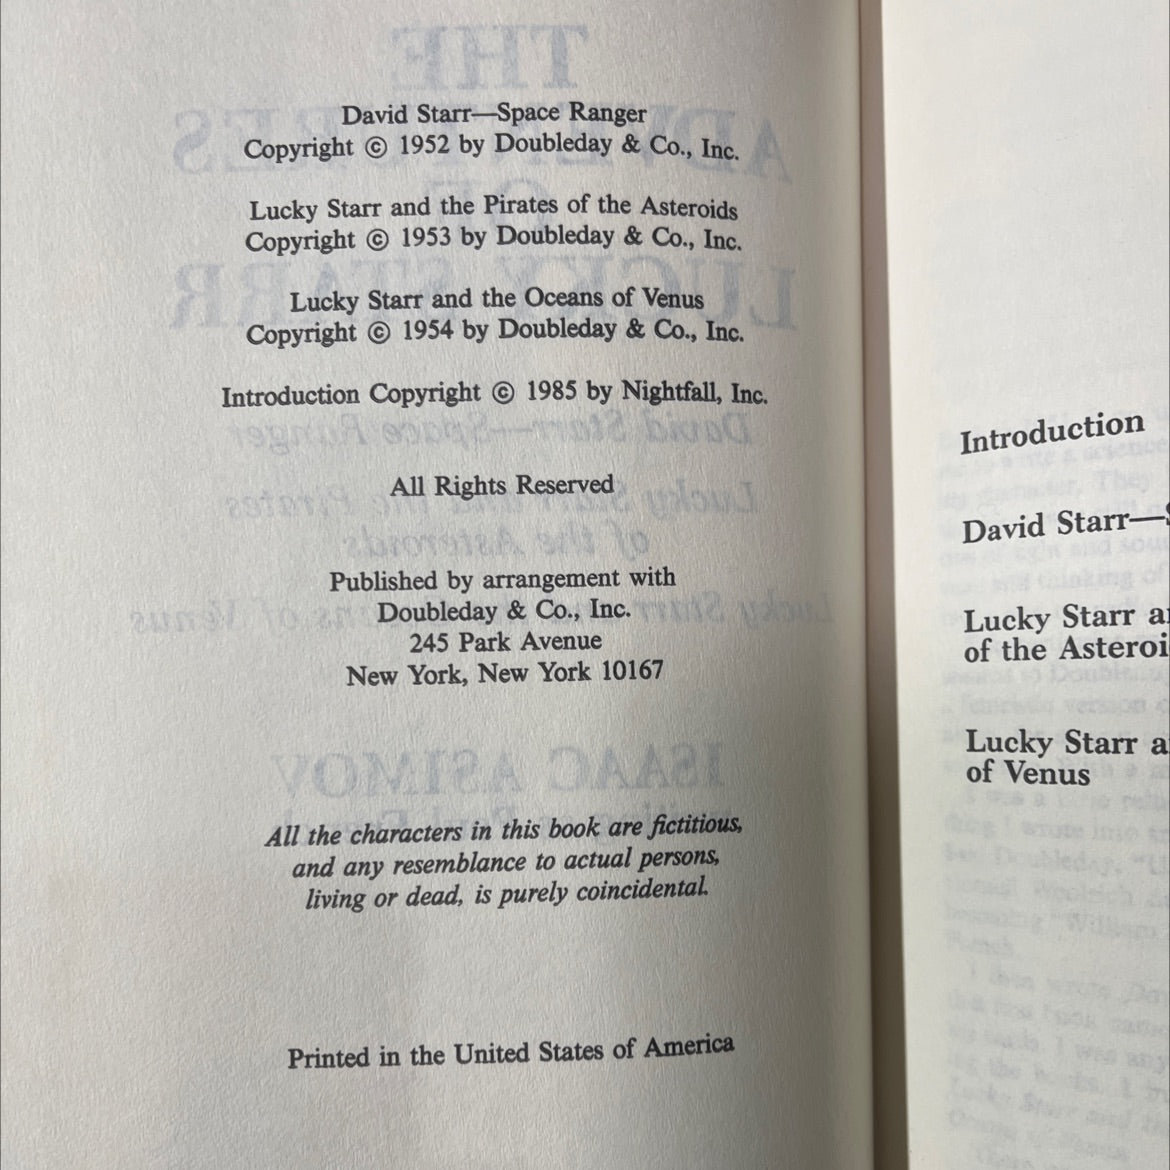 David Starr—Space Ranger
Copyright © 1952 by Doubleday & Co., Inc.
Lucky Starr and the Pirates of the Asteroids
Copyright © 1953 by Doubleday & Co., Inc.
Lucky Starr and the Oceans of Venus
Copyright © 1954 by Doubleday & Co., Inc.
Introduction Copyright © 1985 by Nightfall, Inc.
All Rights Reserved
Published by arrangement with
Doubleday & Co., Inc.
245 Park Avenue
New York, New York 10167
All the characters in this book are fictitious,
and any resemblance to actual persons,
living or dead, is purely coincidental.
Printed in the United States of America
Introduction
David Starr—S
Lucky Starr a
of the Asteroi
Lucky Starr a
of Venus